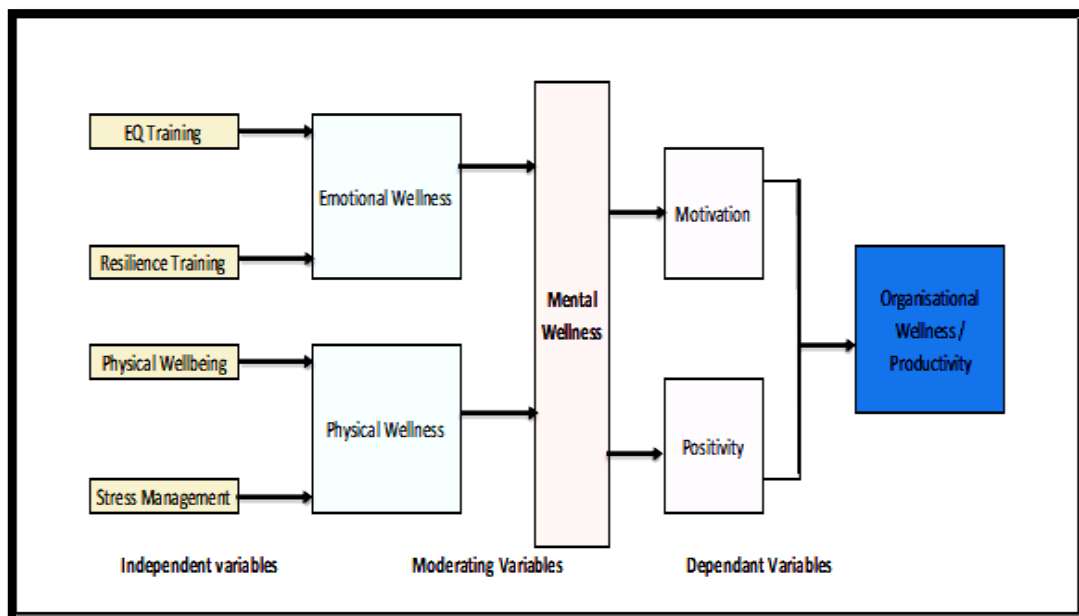 EQ Training
Resilience Training
Physical Wellbeing
Stress Management
Emotional Wellness
Physical Wellness
Mental
Wellness
Motivation
Positivity
Organisational
Wellness /
Productivity
Independent variables
Moderating Variables
Dependant Variables